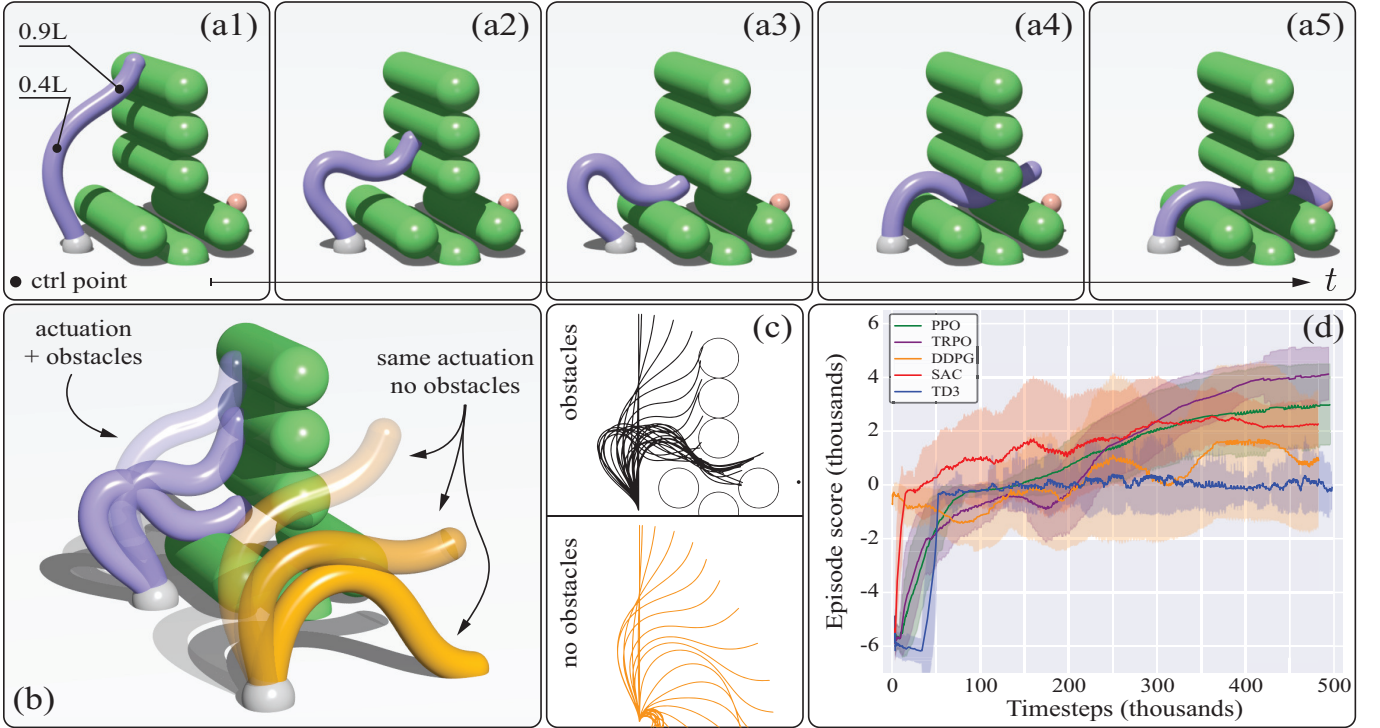 (a1)
0.9L
0.4L
ctrl point
(a2)
(a3)
(a4)
(a5)
t
actuation
+ obstacles
same actuation
no obstacles
(b)
(c)
obstacles
no obstacles
(d)
PPO
TRPO
DDPG
SAC
TD3
Episode score (thousands)
6
4
2
0
-2
-4
-6
0 100 200 300 400 500
Timesteps (thousands)